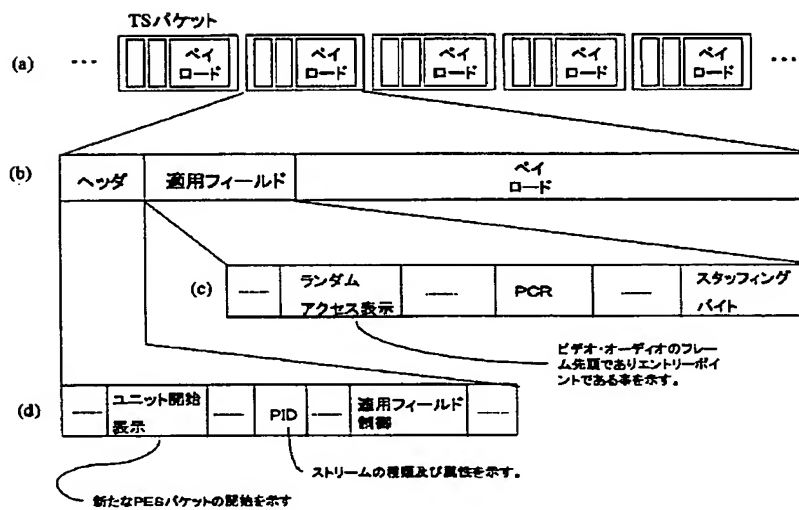 TSパケット
(a) … ペイ ペイ ペイ ペイ ペイ …
ロード ロード ロード ロード ロード
(b) ヘッダ 適用フィールド ペイ
ロード
(c) ランダム PCR スタッフィング
アクセス表示 バイト
ビデオ・オーディオのフレー
ム先頭でありエントリーポイ
ントである事を示す。
(d) ユニット開始 PID 適用フィールド
表示 制御
ストリームの種類及び属性を示す。
新たなPESパケットの開始を示す